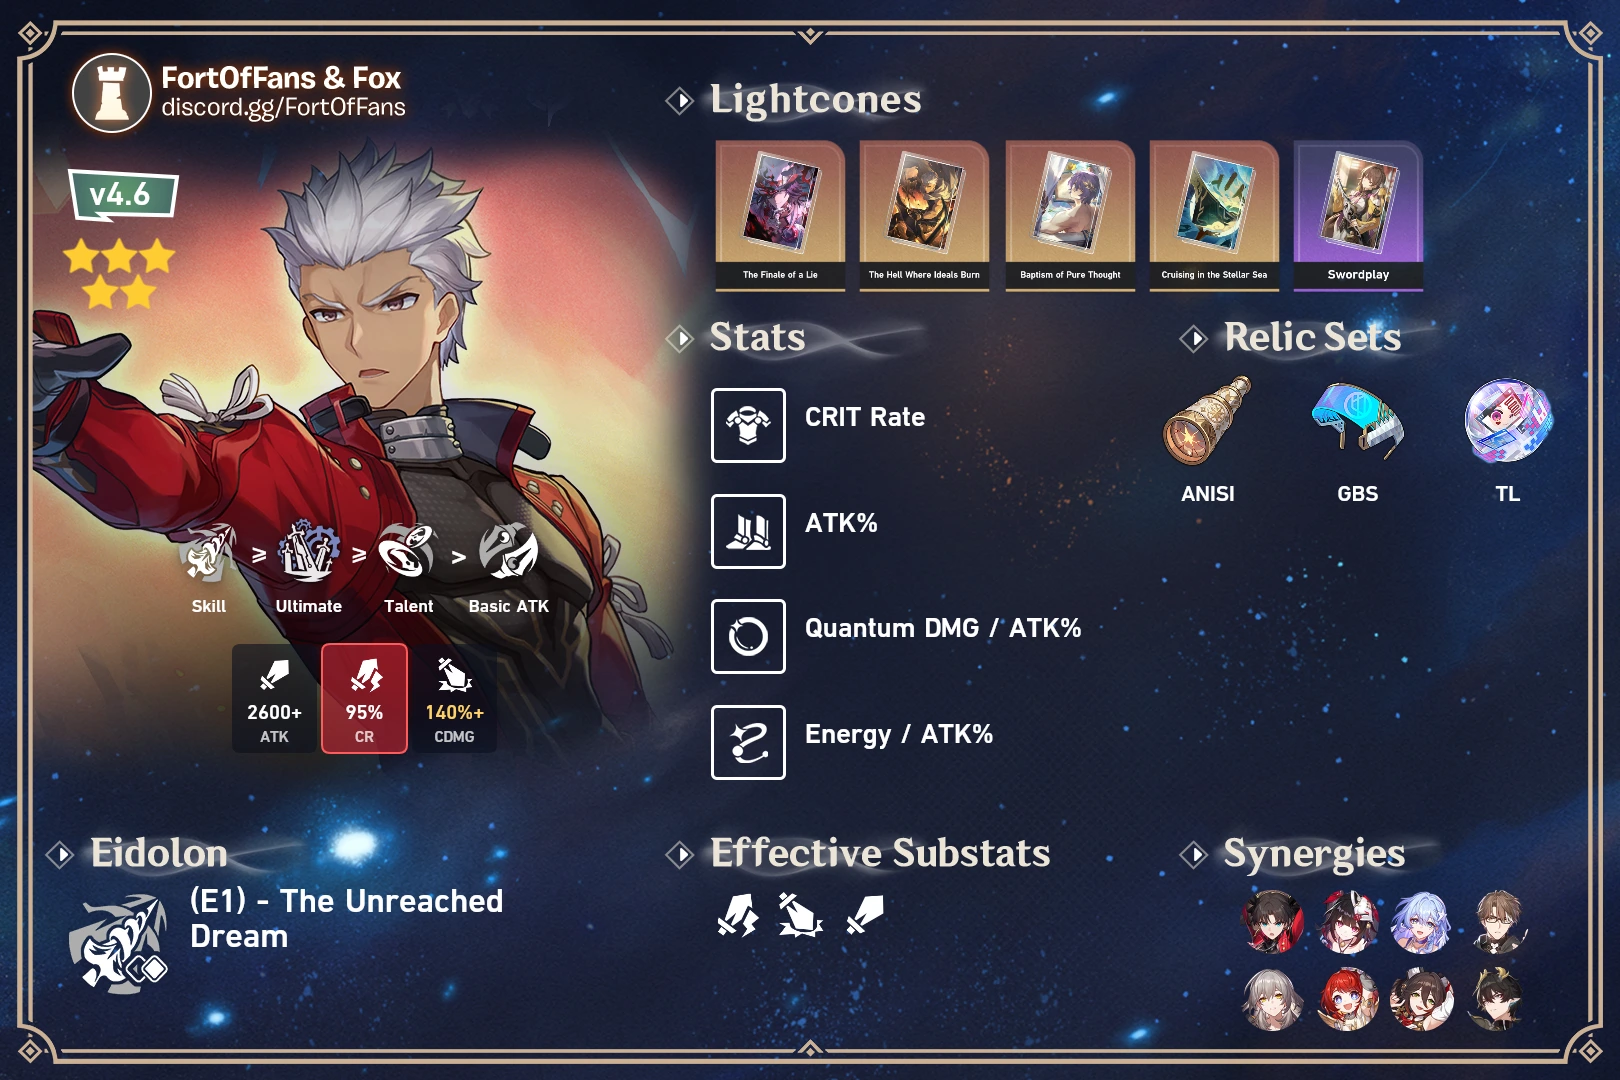 FortOfFans & Fox
discord.gg/FortOfFans
v4.6
Skill
≥
Ultimate
≥
Talent
>
Basic ATK
2600+
ATK
95%
CR
140%+
CDMG
Lightcones
The Finale of a Lie
The Hell Where Ideals Burn
Baptism of Pure Thought
Cruising in the Stellar Sea
Swordplay
Stats
CRIT Rate
ATK%
Quantum DMG / ATK%
Energy / ATK%
Relic Sets
ANISI
GBS
TL
Eidolon
(E1) - The Unreached
Dream
Effective Substats
Synergies